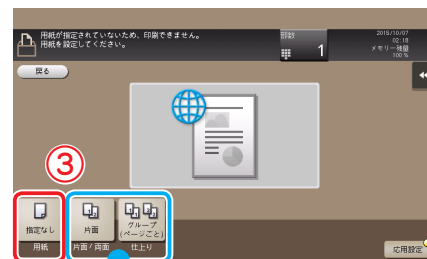 用紙が指定されていないため、印刷できません。
用紙を設定してください。
部数
1
2015/10/07
02:18
メモリー残量
100 %
戻る
③
指定なし
片面
グループ
(ページごと)
用紙
片面/両面
仕上り
応用設定